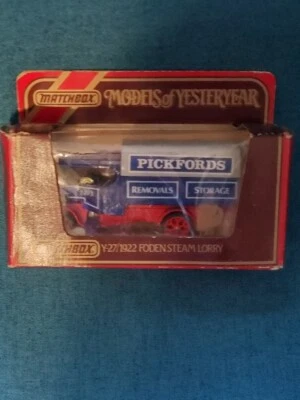 MATCHBOX MODELS of YESTERYEAR
PICKFORDS
REMOVALS STORAGE
MATCHBOX Y-27/1922 FODEN STEAM LORRY